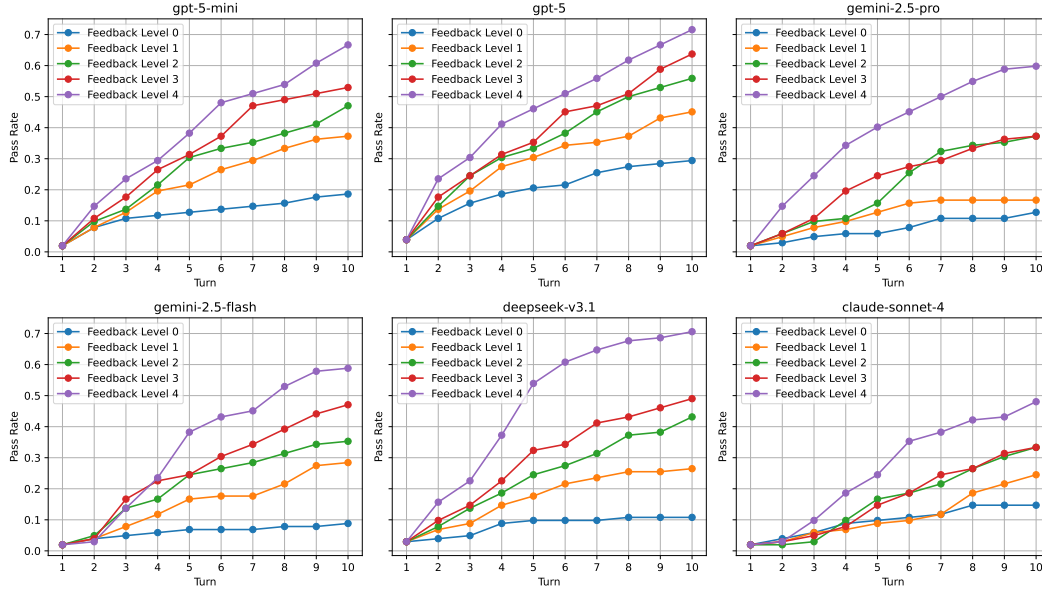 gpt-5-mini
Pass Rate
0.7
0.6
0.5
0.4
0.3
0.2
0.1
0.0
Feedback Level 0
Feedback Level 1
Feedback Level 2
Feedback Level 3
Feedback Level 4
1 2 3 4 5 6 7 8 9 10
Turn
gpt-5
Pass Rate
Feedback Level 0
Feedback Level 1
Feedback Level 2
Feedback Level 3
Feedback Level 4
1 2 3 4 5 6 7 8 9 10
Turn
gemini-2.5-pro
Pass Rate
Feedback Level 0
Feedback Level 1
Feedback Level 2
Feedback Level 3
Feedback Level 4
1 2 3 4 5 6 7 8 9 10
Turn
gemini-2.5-flash
Pass Rate
0.7
0.6
0.5
0.4
0.3
0.2
0.1
0.0
Feedback Level 0
Feedback Level 1
Feedback Level 2
Feedback Level 3
Feedback Level 4
1 2 3 4 5 6 7 8 9 10
Turn
deepseek-v3.1
Pass Rate
Feedback Level 0
Feedback Level 1
Feedback Level 2
Feedback Level 3
Feedback Level 4
1 2 3 4 5 6 7 8 9 10
Turn
claude-sonnet-4
Pass Rate
Feedback Level 0
Feedback Level 1
Feedback Level 2
Feedback Level 3
Feedback Level 4
1 2 3 4 5 6 7 8 9 10
Turn